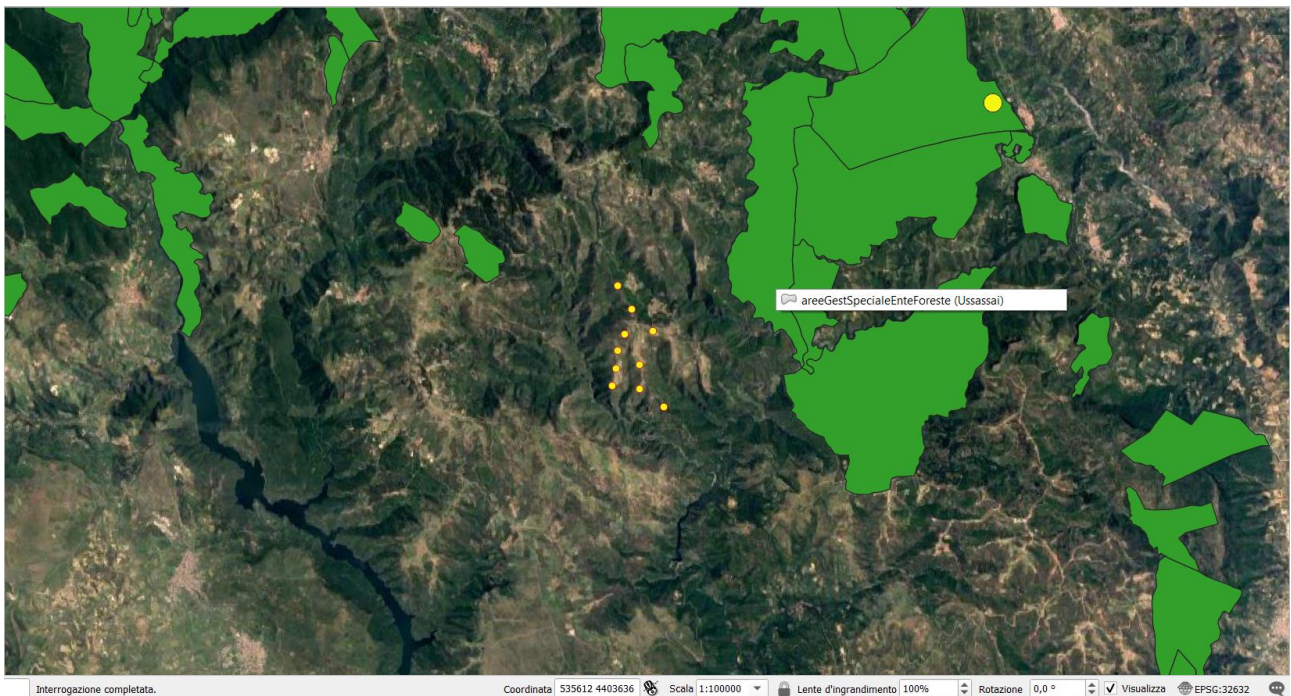 areeGestSpecialeEnteForeste (Ussassai)
Interrogazione completata. Coordinata 535612 4403636 Scala 1:100000 Lente d'ingrandimento 100% Rotazione 0,0 ° Visualizza EPSG:32632